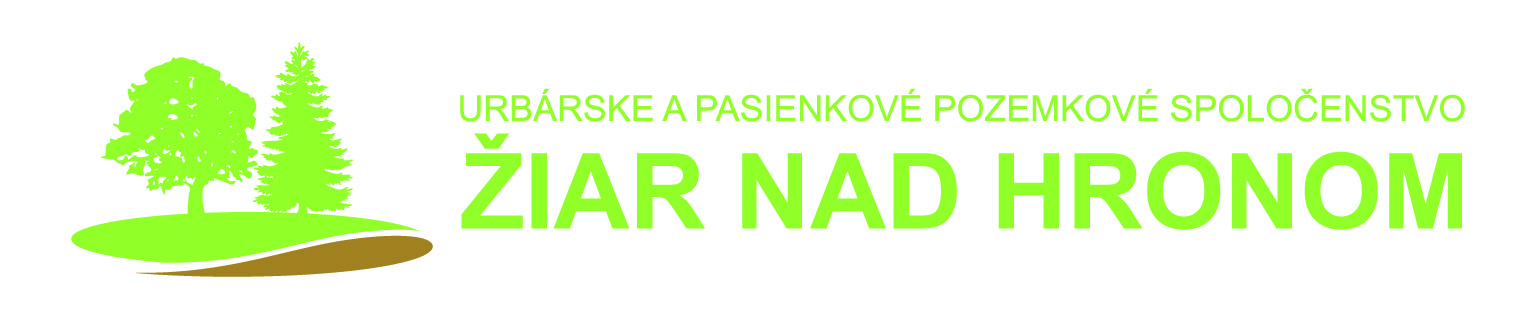 URBÁRSKE A PASIENKOVÉ POZEMKOVÉ SPOLOČENSTVO
ŽIAR NAD HRONOM